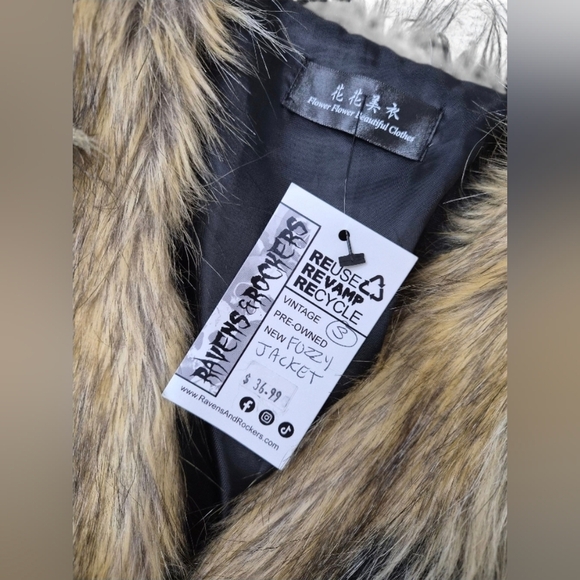 花花美衣
Flower Flower Beautiful Clothes
RAVENS & ROCKERS
REUSE
REVAMP
RECYCLE
VINTAGE
PRE-OWNED
NEW FUZZY
JACKET
$ 36.99
www.RavensAndRockers.com